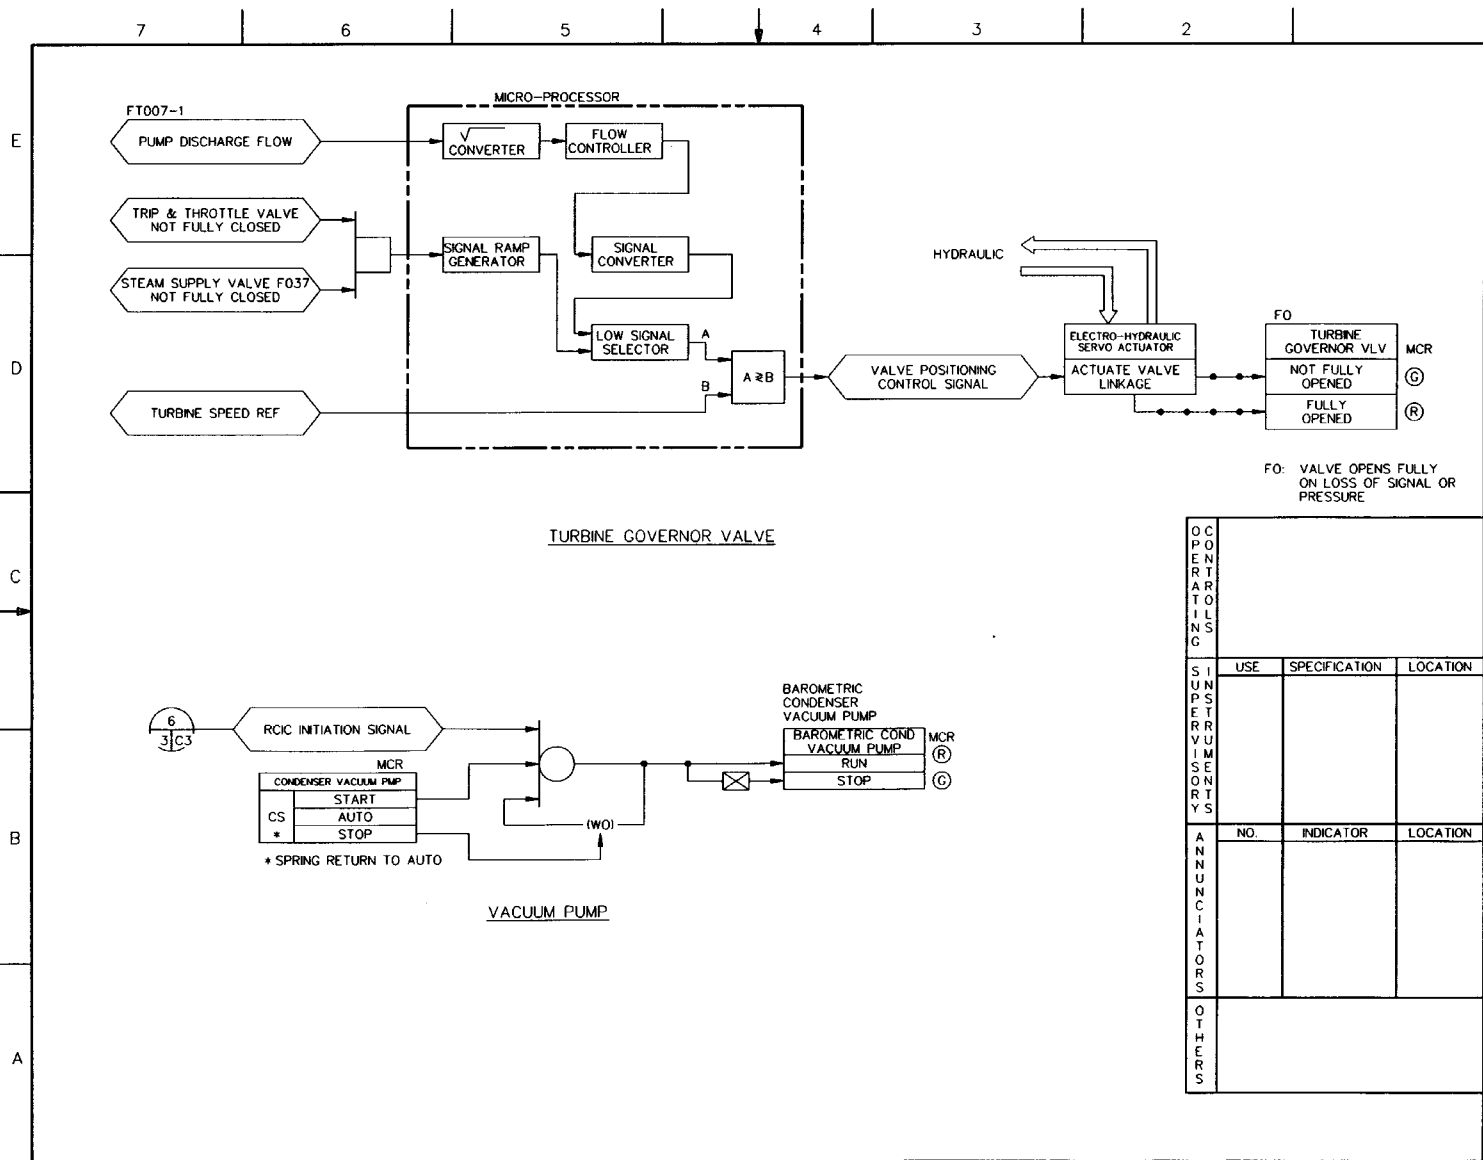 7 6 5 4 3 2
E
D
C
B
A
MICRO-PROCESSOR
FT007-1
PUMP DISCHARGE FLOW
√
CONVERTER
FLOW
CONTROLLER
TRIP & THROTTLE VALVE
NOT FULLY CLOSED
STEAM SUPPLY VALVE F037
NOT FULLY CLOSED
SIGNAL RAMP
GENERATOR
SIGNAL
CONVERTER
LOW SIGNAL
SELECTOR
A
B
A≷B
TURBINE SPEED REF
VALVE POSITIONING
CONTROL SIGNAL
HYDRAULIC
ELECTRO-HYDRAULIC
SERVO ACTUATOR
ACTUATE VALVE
LINKAGE
FO
TURBINE
GOVERNOR VLV
MCR
NOT FULLY
OPENED
G
FULLY
OPENED
R
FO: VALVE OPENS FULLY
ON LOSS OF SIGNAL OR
PRESSURE
TURBINE GOVERNOR VALVE
6
3 C3
RCIC INITIATION SIGNAL
MCR
CONDENSER VACUUM PMP
CS
*
START
AUTO
STOP
* SPRING RETURN TO AUTO
(WO)
BAROMETRIC
CONDENSER
VACUUM PUMP
BAROMETRIC COND
VACUUM PUMP
MCR
RUN
R
STOP
G
VACUUM PUMP
OPERATING
CONTROLS
SUPERVISORY
INSTRUMENTS
USE SPECIFICATION LOCATION
ANNUNCIATORS
NO. INDICATOR LOCATION
OTHERS